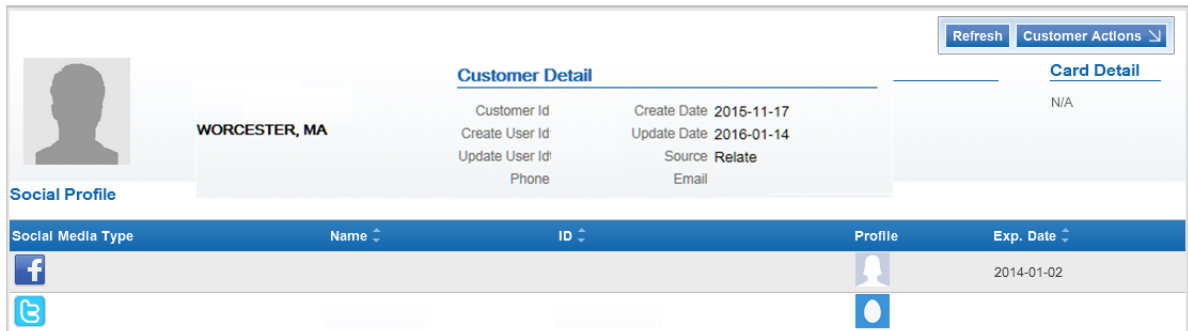 Refresh Customer Actions
Customer Detail Card Detail
Customer Id Create Date 2015-11-17 N/A
WORCESTER, MA Create User Id Update Date 2016-01-14
Update User Id Source Relate
Phone Email
Social Profile
Social Media Type Name ID Profile Exp. Date
2014-01-02